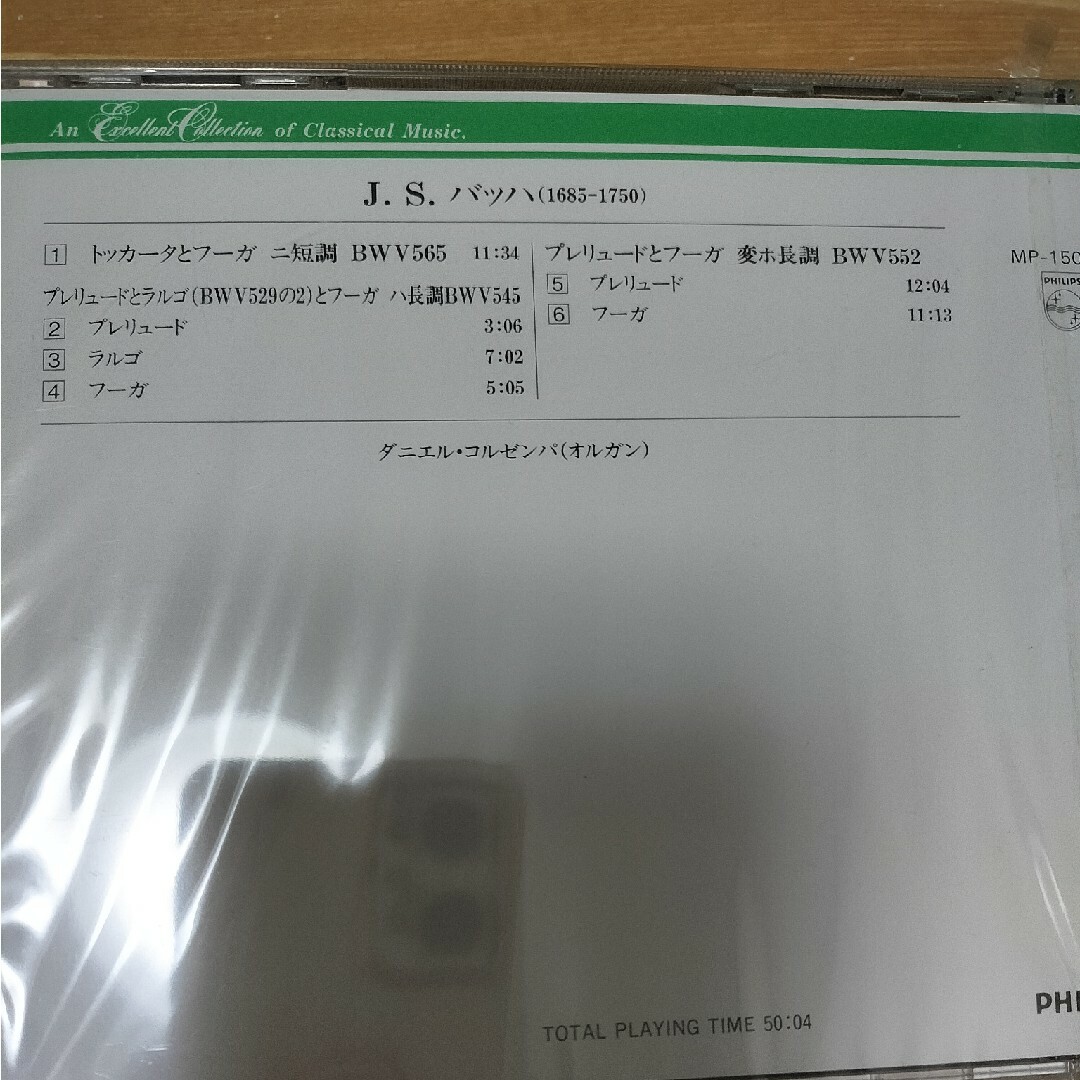 An Excellent Collection of Classical Music.
J. S. バッハ(1685-1750)
1 トッカータとフーガ ニ短調 BWV565 11:34
プレリュードとラルゴ(BWV529の2)とフーガ ハ長調BWV545
2 プレリュード 3:06
3 ラルゴ 7:02
4 フーガ 5:05
プレリュードとフーガ 変ホ長調 BWV552
5 プレリュード 12:04
6 フーガ 11:13
ダニエル・コルゼンパ(オルガン)
MP-150
PHILIPS
TOTAL PLAYING TIME 50:04
PHI